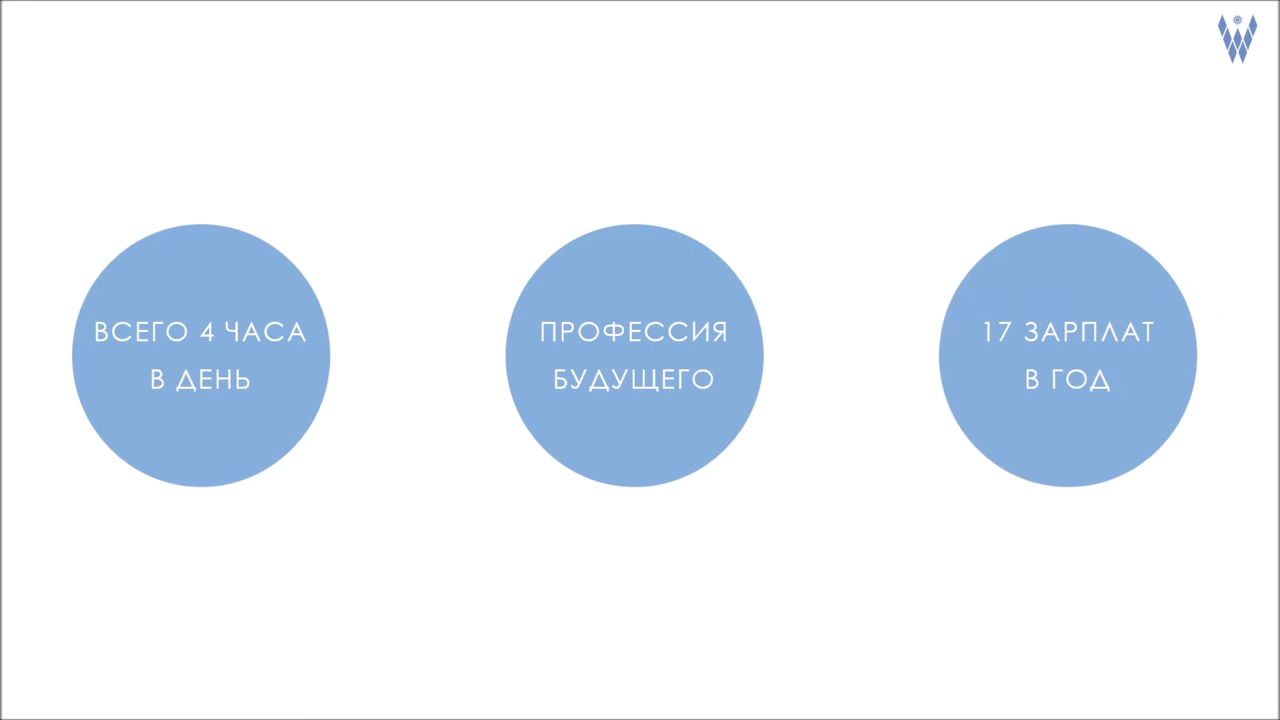 ВСЕГО 4 ЧАСА
В ДЕНЬ
ПРОФЕССИЯ
БУДУЩЕГО
17 ЗАРПЛАТ
В ГОД